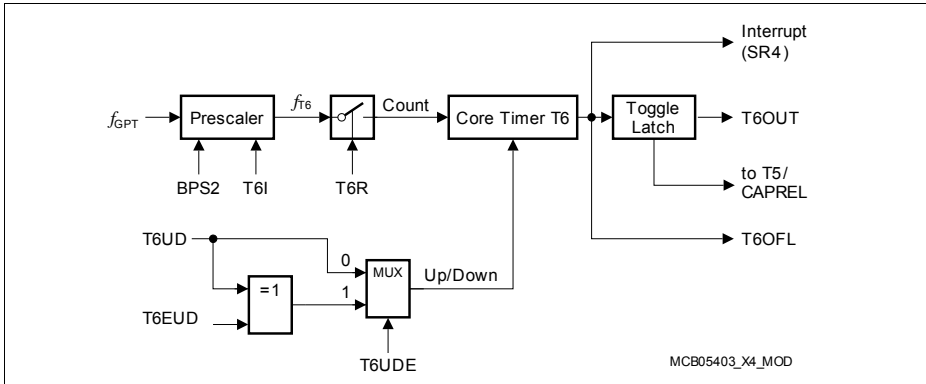 Interrupt
(SR4)
fGPT
Prescaler
fT6
Count
Core Timer T6
Toggle
Latch
T6OUT
BPS2
T6I
T6R
to T5/
CAPREL
T6UD
T6OFL
0
MUX
Up/Down
=1
1
T6EUD
T6UDE
MCB05403_X4_MOD